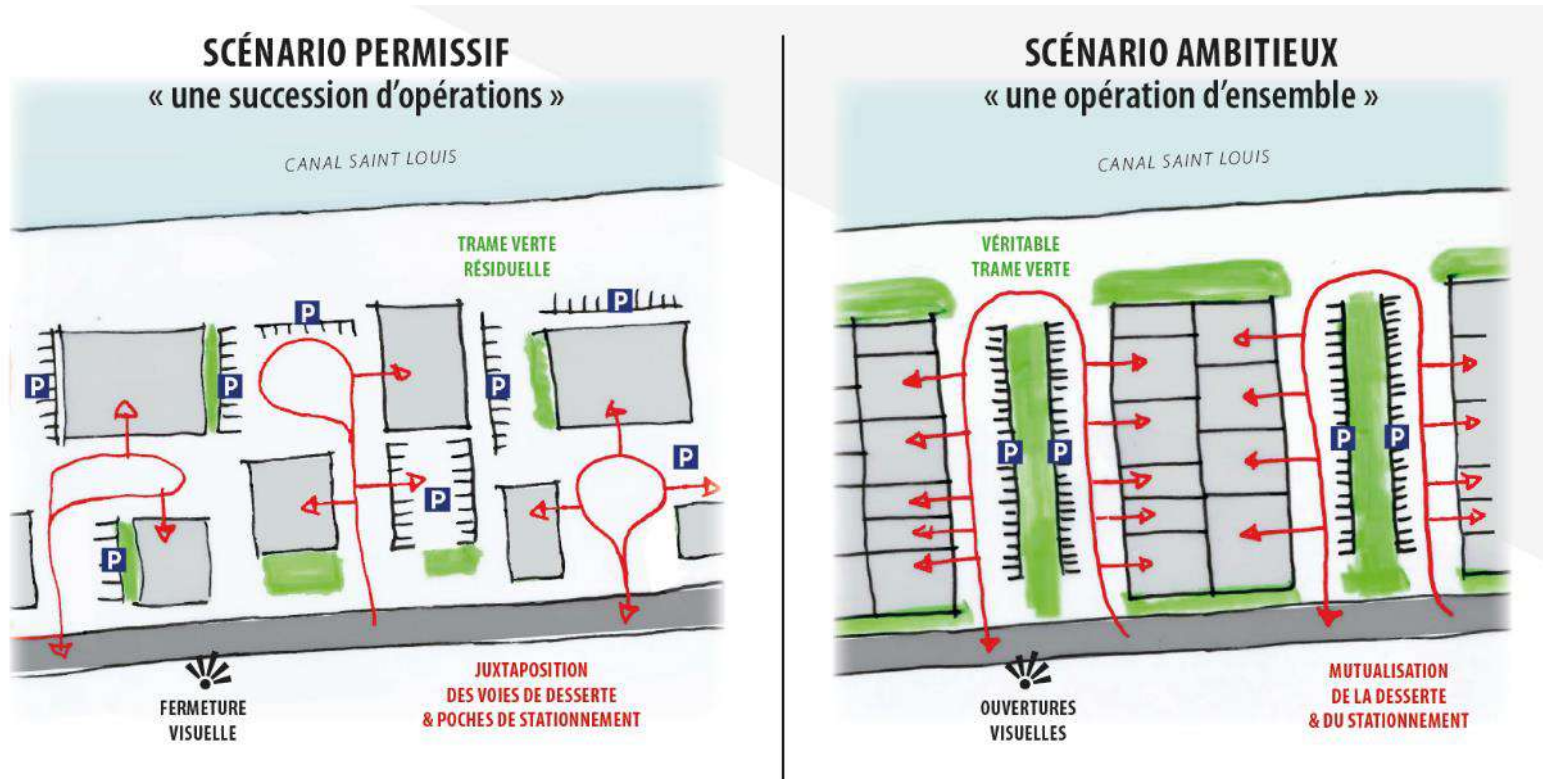 SCÉNARIO PERMISSIF
« une succession d'opérations »
CANAL SAINT LOUIS
TRAME VERTE
RÉSIDUELLE
P
P
P
P
P
P
P
P
FERMETURE
VISUELLE
JUXTAPOSITION
DES VOIES DE DESSERTE
& POCHES DE STATIONNEMENT
SCÉNARIO AMBITIEUX
« une opération d'ensemble »
CANAL SAINT LOUIS
VÉRITABLE
TRAME VERTE
P
P
P
P
OUVERTURES
VISUELLES
MUTUALISATION
DE LA DESSERTE
& DU STATIONNEMENT